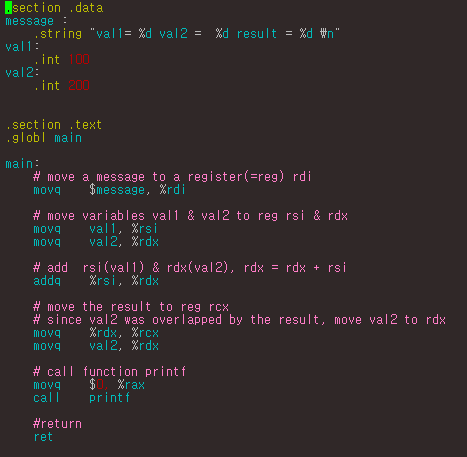 .section .data
message :
    .string "val1= %d val2 =  %d result = %d #n"
val1:
    .int 100
val2:
    .int 200
.section .text
.globl main
main:
    # move a message to a register(=reg) rdi
    movq    $message, %rdi
    # move variables val1 & val2 to reg rsi & rdx
    movq    val1, %rsi
    movq    val2, %rdx
    # add  rsi(val1) & rdx(val2), rdx = rdx + rsi
    addq    %rsi, %rdx
    # move the result to reg rcx
    # since val2 was overlapped by the result, move val2 to rdx
    movq    %rdx, %rcx
    movq    val2, %rdx
    # call function printf
    movq    $0, %rax
    call    printf
    #return
    ret